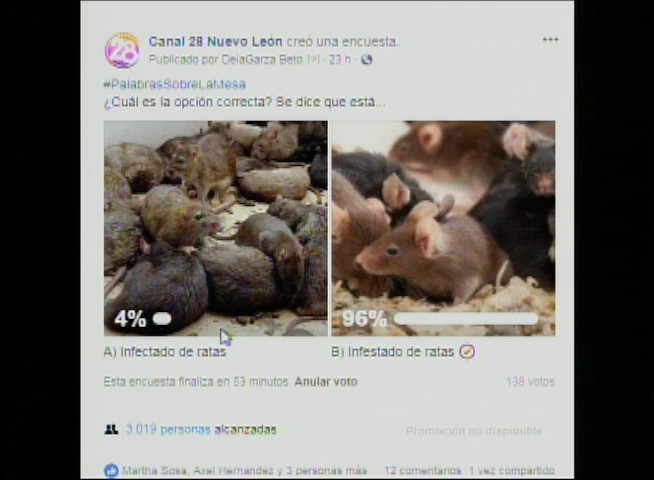 28
Canal 28 Nuevo León creó una encuesta.
Publicado por DelaGarza Beto [?] · 23 h ·
#PalabrasSobreLaMesa
¿Cuál es la opción correcta? Se dice que está...
4%
96%
A) Infectado de ratas
B) Infestado de ratas
Esta encuesta finaliza en 53 minutos Anular voto
138 votos
3.019 personas alcanzadas
Promoción no disponible
Martha Sosa, Axel Hernandez y 3 personas más
12 comentarios 1 vez compartido